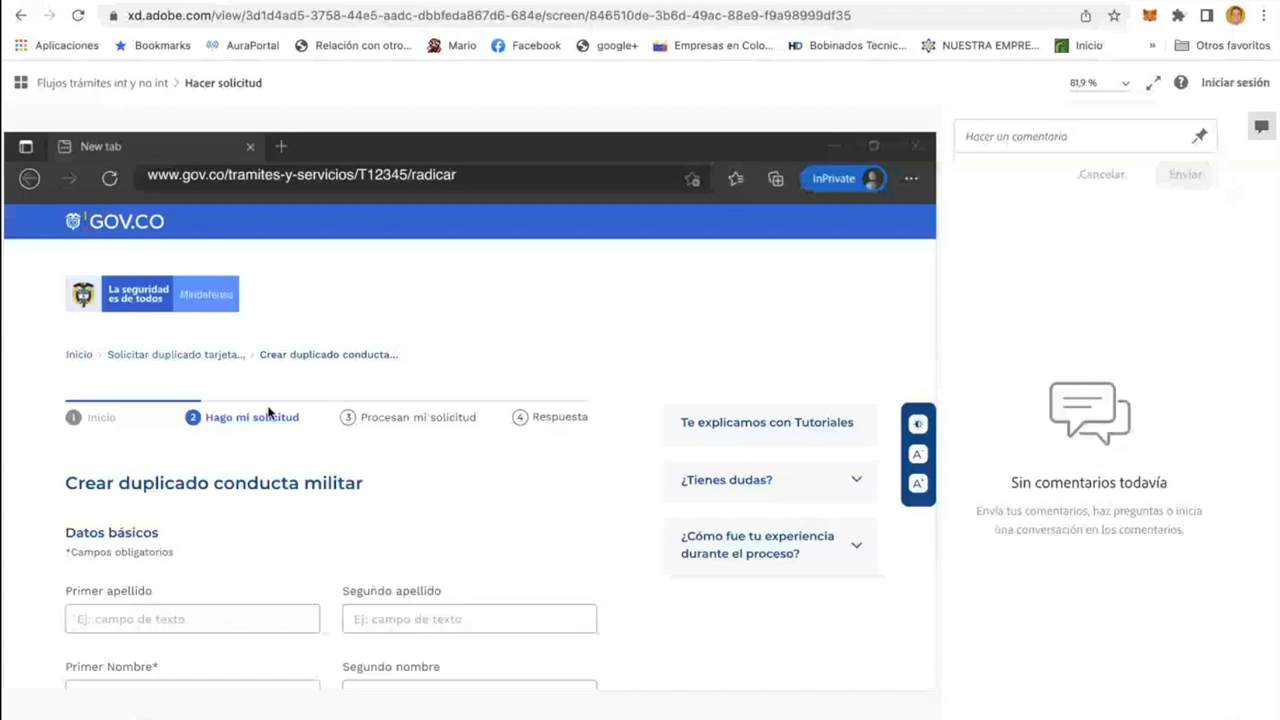 xd.adobe.com/view/3d1d4ad5-3758-44e5-aadc-dbbfeda867d6-684e/screen/846510de-3b6d-49ac-88e9-f9a98999df35
Aplicaciones Bookmarks AuraPortal Relación con otro... Mario Facebook google+ Empresas en Colo... HD Bobinados Tecnic... NUESTRA EMPRE... Inicio » Otros favoritos
Flujos trámites int y no int > Hacer solicitud
81,9 %
Iniciar sesión
New tab
www.gov.co/tramites-y-servicios/T12345/radicar
InPrivate
GOV.CO
La seguridad
es de todos
Mindefensa
Inicio > Solicitar duplicado tarjeta... / Crear duplicado conducta...
1 Inicio
2 Hago mi solicitud
3 Procesan mi solicitud
4 Respuesta
Crear duplicado conducta militar
Datos básicos
*Campos obligatorios
Primer apellido
Ej: campo de texto
Segundo apellido
Ej: campo de texto
Primer Nombre*
Segundo nombre
Te explicamos con Tutoriales
¿Tienes dudas?
¿Cómo fue tu experiencia
durante el proceso?
A-
A+
Hacer un comentario
Cancelar
Enviar
Sin comentarios todavía
Envía tus comentarios, haz preguntas o inicia
una conversación en los comentarios.